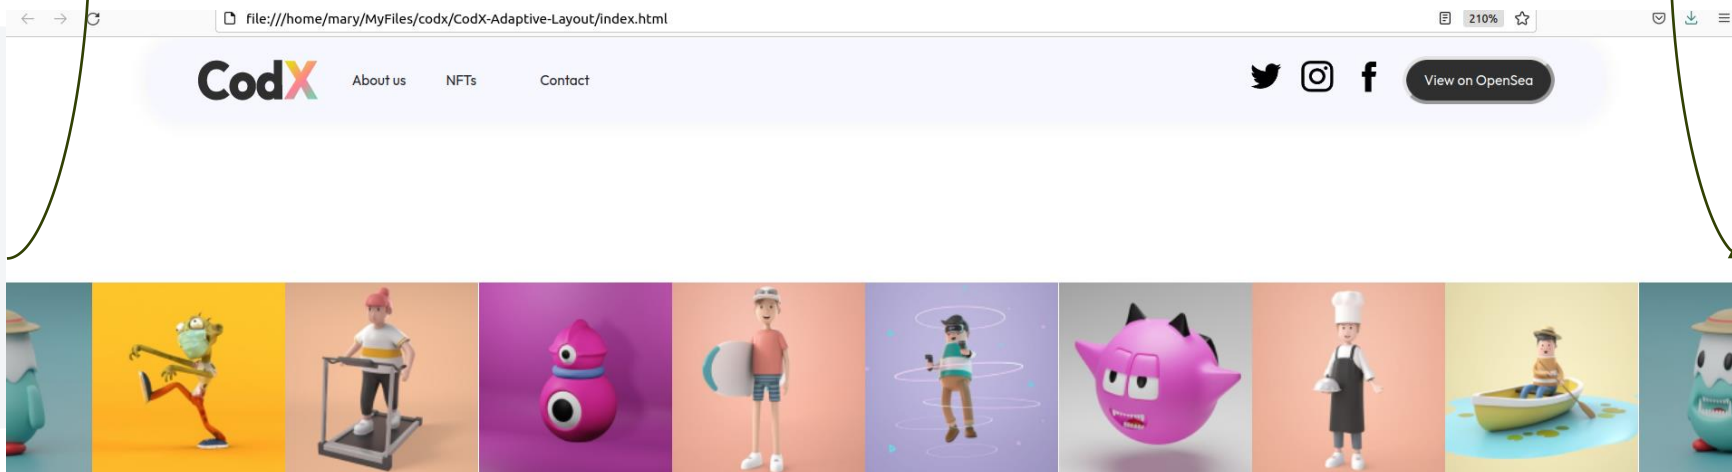 file:///home/mary/MyFiles/codx/CodX-Adaptive-Layout/index.html 210%
CodX About us NFTs Contact View on OpenSea